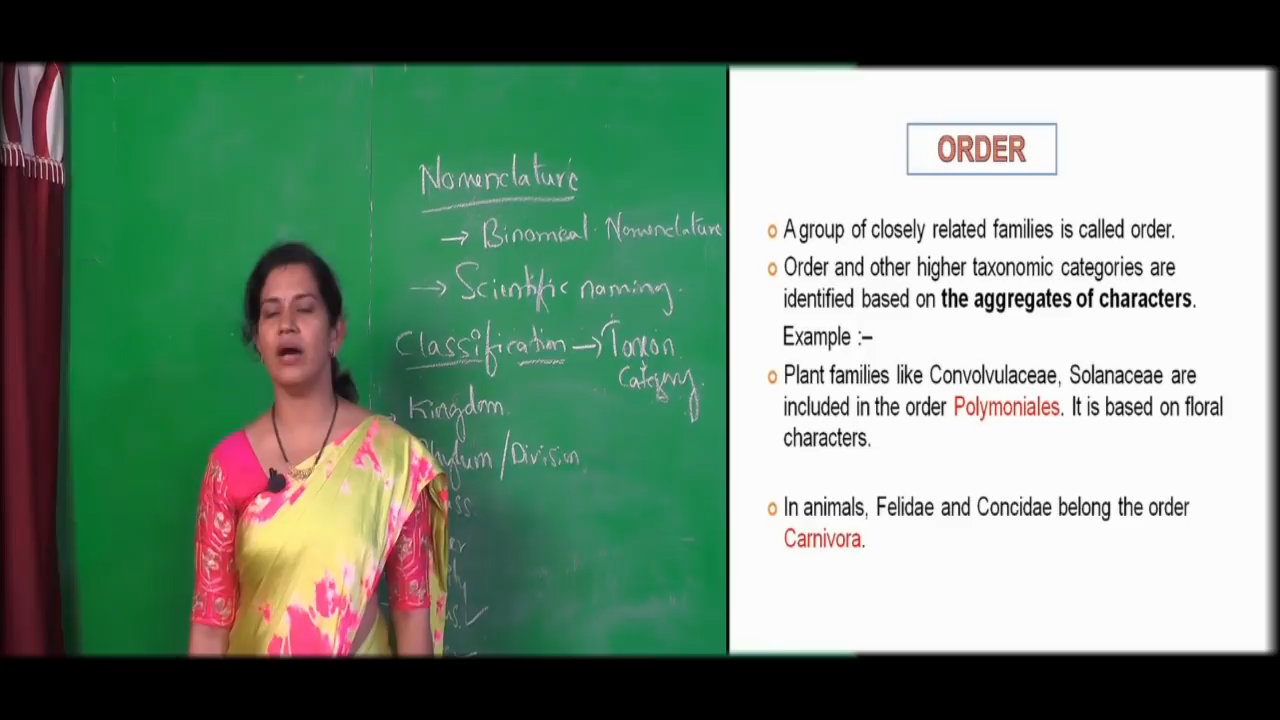 Nomenclature
→ Binomial Nomenclature
→ Scientific naming.
Classification → Taxon
Category.
Kingdom
Phylum / Division
ORDER
A group of closely related families is called order.
Order and other higher taxonomic categories are
identified based on the aggregates of characters.
Example :–
Plant families like Convolvulaceae, Solanaceae are
included in the order Polymoniales. It is based on floral
characters.
In animals, Felidae and Concidae belong the order
Carnivora.